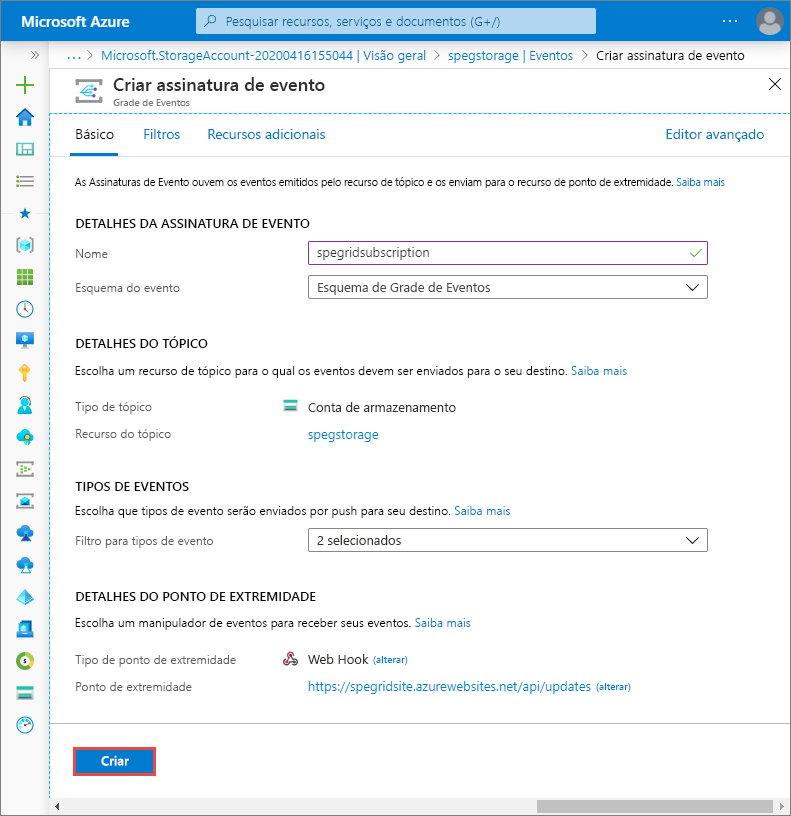 Microsoft Azure
Pesquisar recursos, serviços e documentos (G+/)
···
»
··· > Microsoft.StorageAccount-20200416155044 | Visão geral > spegstorage | Eventos > Criar assinatura de evento
Criar assinatura de evento
Grade de Eventos
Básico Filtros Recursos adicionais Editor avançado
As Assinaturas de Evento ouvem os eventos emitidos pelo recurso de tópico e os enviam para o recurso de ponto de extremidade. Saiba mais
DETALHES DA ASSINATURA DE EVENTO
Nome spegridsubscription
Esquema do evento Esquema de Grade de Eventos
DETALHES DO TÓPICO
Escolha um recurso de tópico para o qual os eventos devem ser enviados para o seu destino. Saiba mais
Tipo de tópico Conta de armazenamento
Recurso do tópico spegstorage
TIPOS DE EVENTOS
Escolha que tipos de evento serão enviados por push para seu destino. Saiba mais
Filtro para tipos de evento 2 selecionados
DETALHES DO PONTO DE EXTREMIDADE
Escolha um manipulador de eventos para receber seus eventos. Saiba mais
Tipo de ponto de extremidade Web Hook (alterar)
Ponto de extremidade https://spegridsite.azurewebsites.net/api/updates (alterar)
Criar